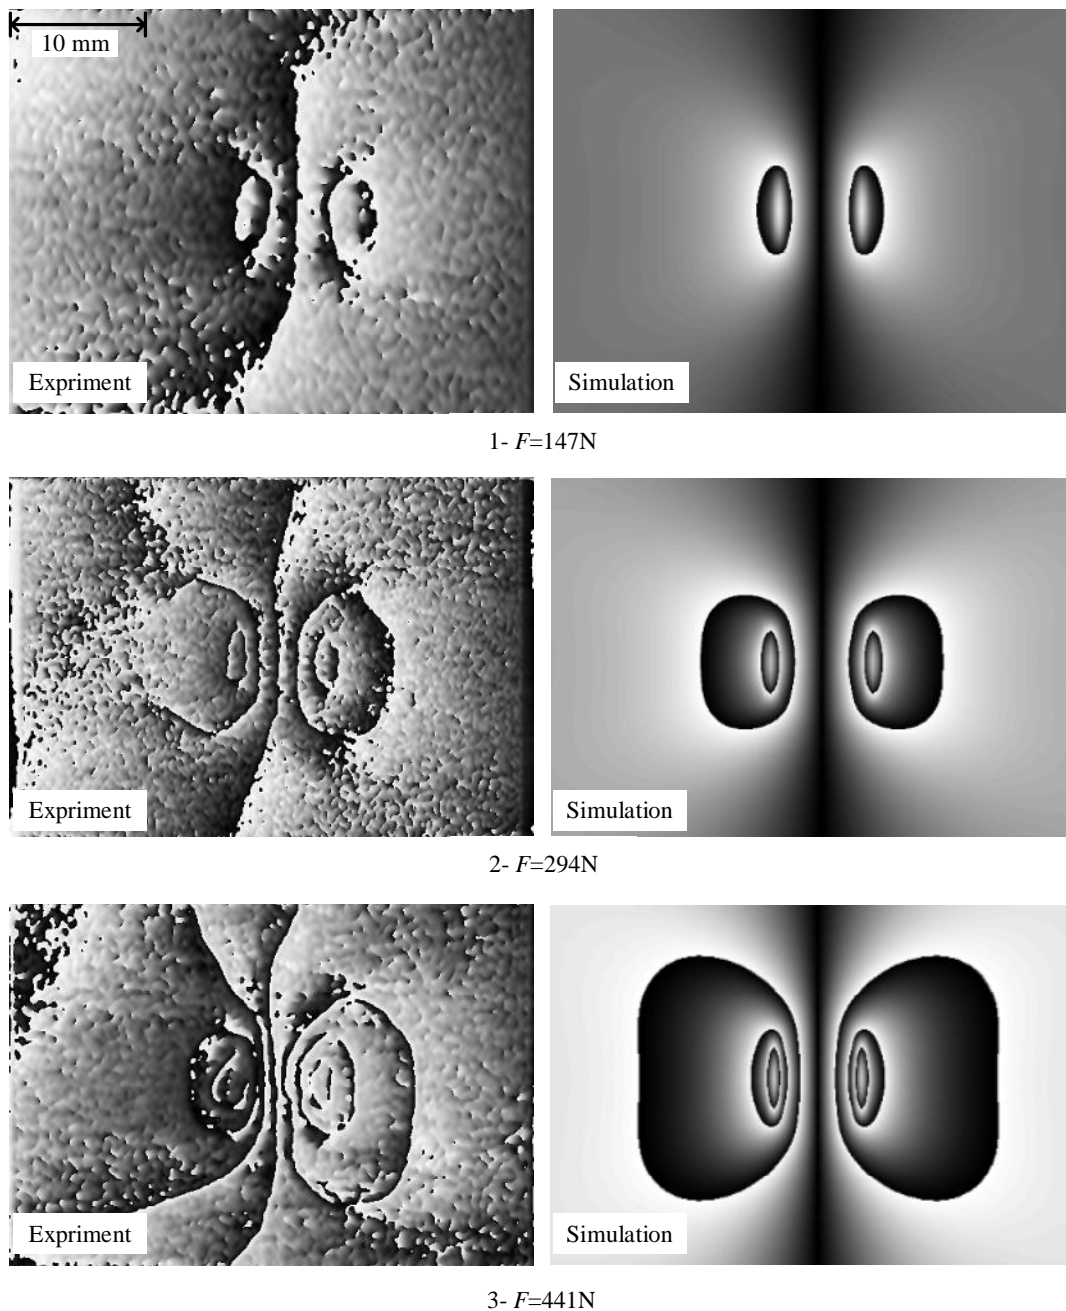 10 mm
Expriment
Simulation
1- F=147N
Expriment
Simulation
2- F=294N
Expriment
Simulation
3- F=441N